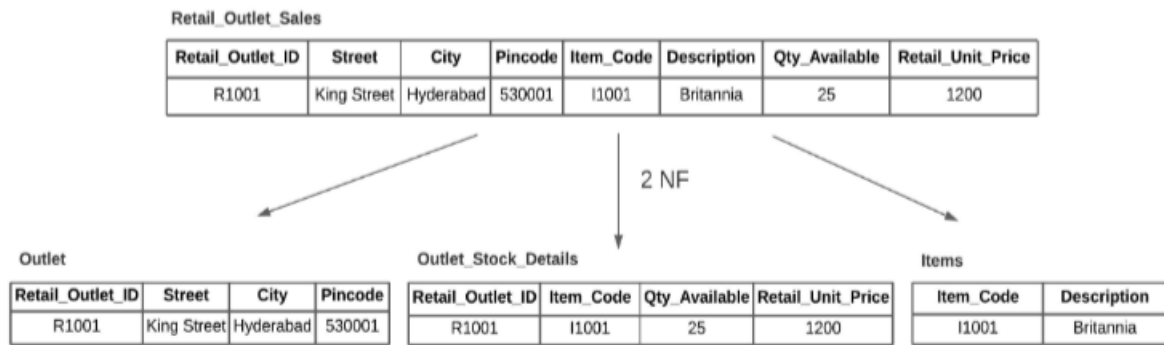 Retail_Outlet_Sales
Retail_Outlet_ID Street City Pincode Item_Code Description Qty_Available Retail_Unit_Price
R1001 King Street Hyderabad 530001 I1001 Britannia 25 1200
2 NF
Outlet
Retail_Outlet_ID Street City Pincode
R1001 King Street Hyderabad 530001
Outlet_Stock_Details
Retail_Outlet_ID Item_Code Qty_Available Retail_Unit_Price
R1001 I1001 25 1200
Items
Item_Code Description
I1001 Britannia